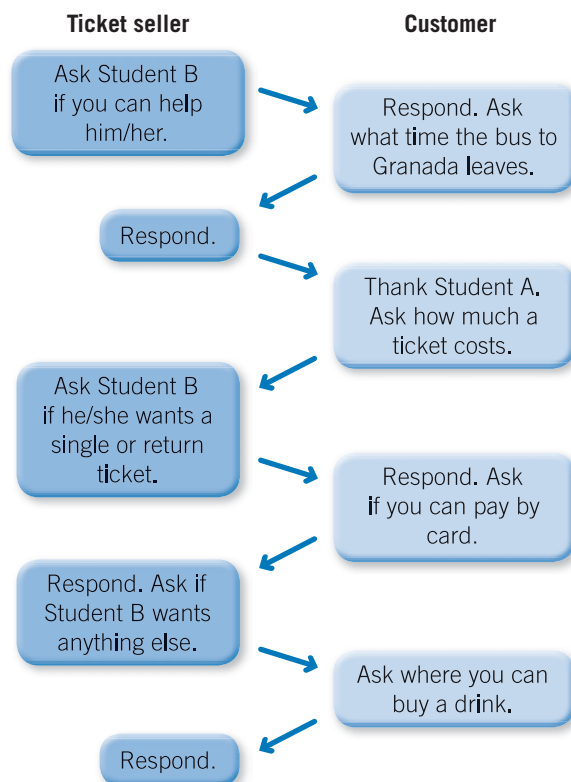 Ticket seller
Customer
Ask Student B
if you can help
him/her.
Respond. Ask
what time the bus to
Granada leaves.
Respond.
Thank Student A.
Ask how much a
ticket costs.
Ask Student B
if he/she wants a
single or return
ticket.
Respond. Ask
if you can pay by
card.
Respond. Ask if
Student B wants
anything else.
Ask where you can
buy a drink.
Respond.